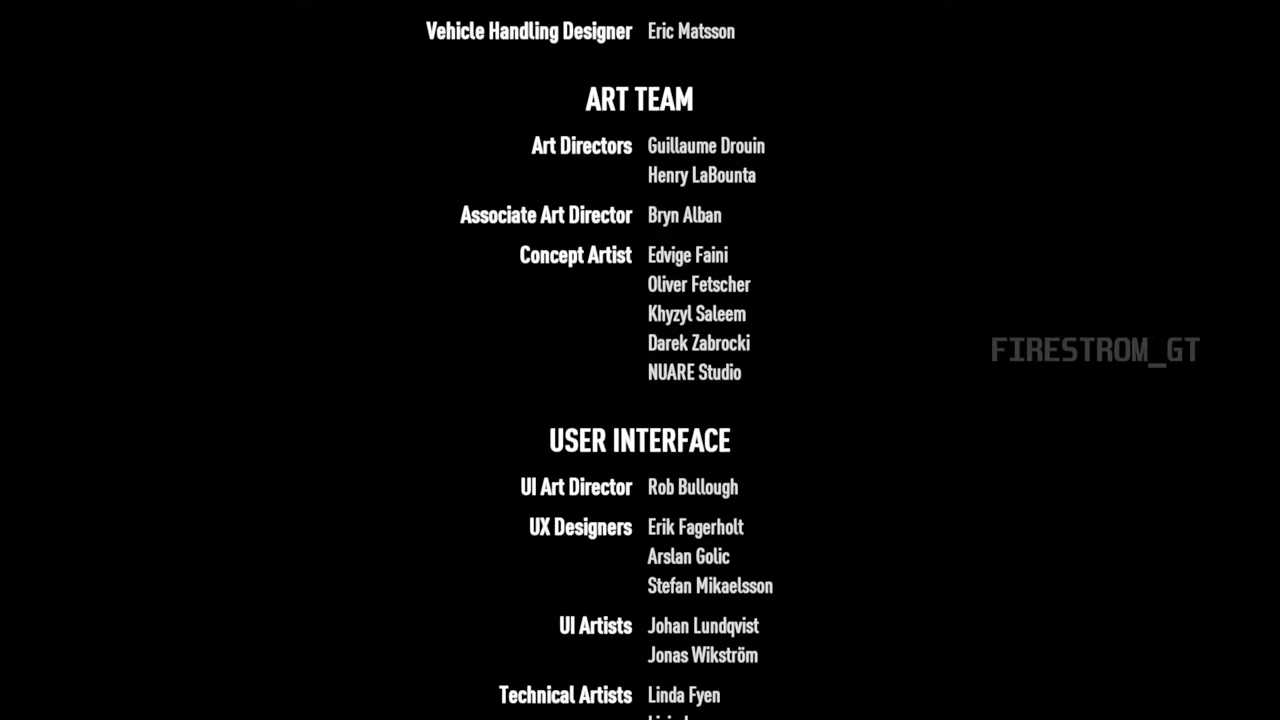 Vehicle Handling Designer Eric Matsson
ART TEAM
Art Directors Guillaume Drouin
Henry LaBounta
Associate Art Director Bryn Alban
Concept Artist Edvige Faini
Oliver Fetscher
Khyzyl Saleem
Darek Zabrocki
NUARE Studio
FIRESTROM_GT
USER INTERFACE
UI Art Director Rob Bullough
UX Designers Erik Fagerholt
Arslan Golic
Stefan Mikaelsson
UI Artists Johan Lundqvist
Jonas Wikström
Technical Artists Linda Fyen